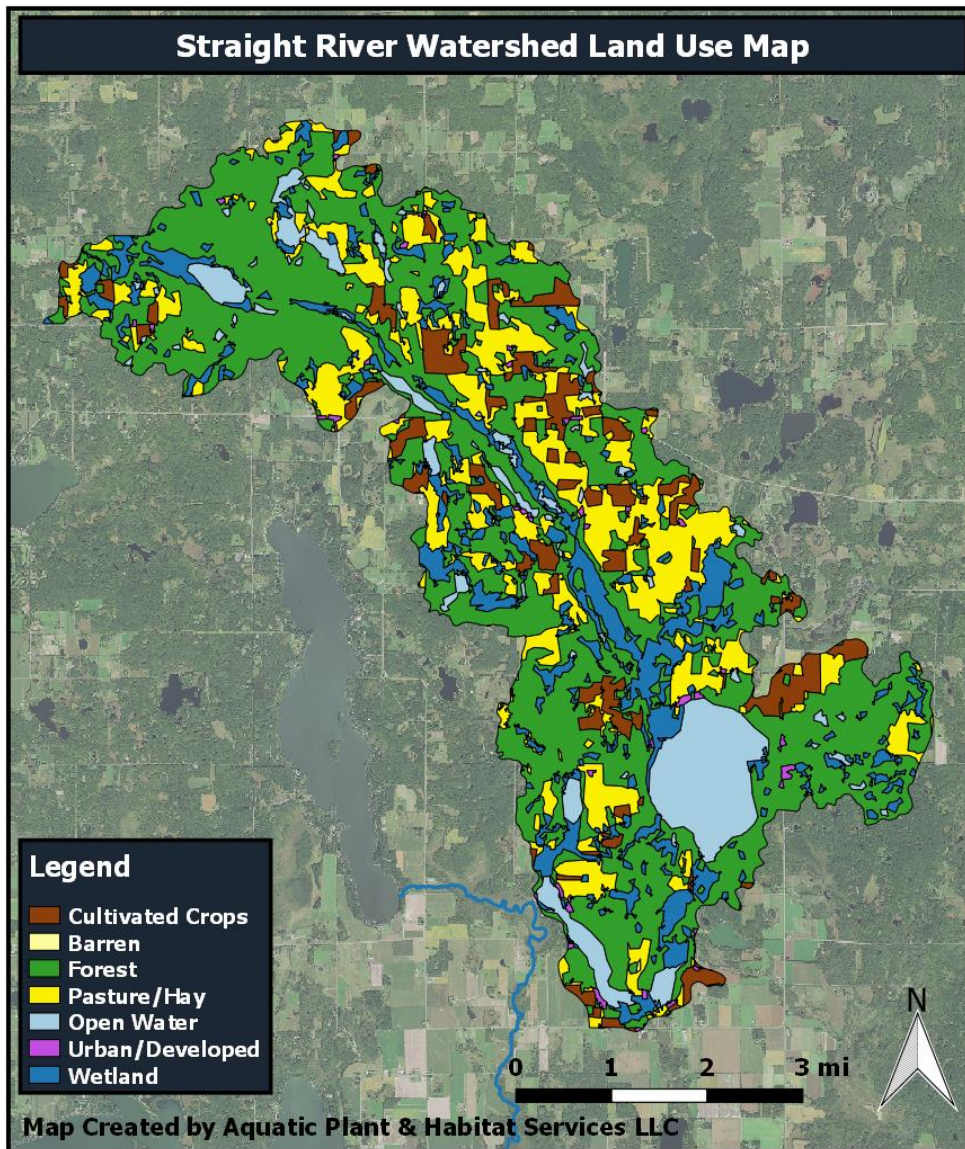 Straight River Watershed Land Use Map
Legend
Cultivated Crops
Barren
Forest
Pasture/Hay
Open Water
Urban/Developed
Wetland
N
0 1 2 3 mi
Map Created by Aquatic Plant & Habitat Services LLC